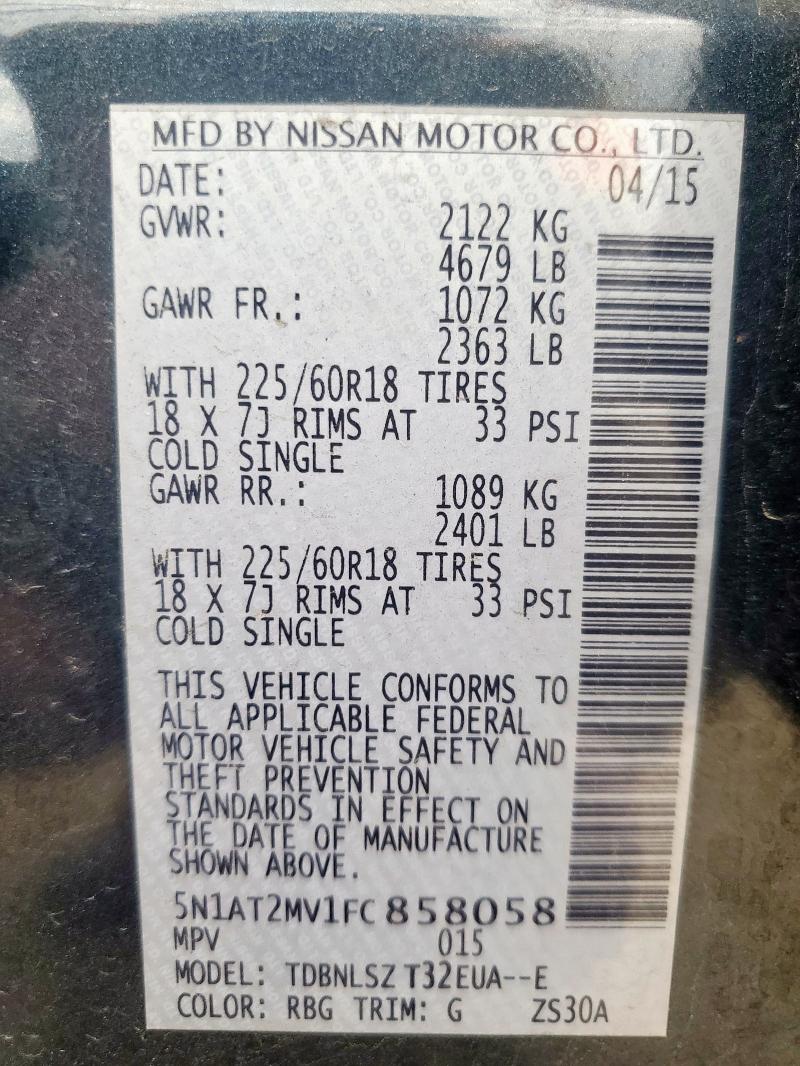 MFD BY NISSAN MOTOR CO., LTD.
DATE: 04/15
GVWR: 2122 KG
4679 LB
GAWR FR.: 1072 KG
2363 LB
WITH 225/60R18 TIRES
18 X 7J RIMS AT 33 PSI
COLD SINGLE
GAWR RR.: 1089 KG
2401 LB
WITH 225/60R18 TIRES
18 X 7J RIMS AT 33 PSI
COLD SINGLE
THIS VEHICLE CONFORMS TO
ALL APPLICABLE FEDERAL
MOTOR VEHICLE SAFETY AND
THEFT PREVENTION
STANDARDS IN EFFECT ON
THE DATE OF MANUFACTURE
SHOWN ABOVE.
5N1AT2MV1FC858058
MPV 015
MODEL: TDBNLSZ T32EUA--E
COLOR: RBG TRIM: G ZS30A